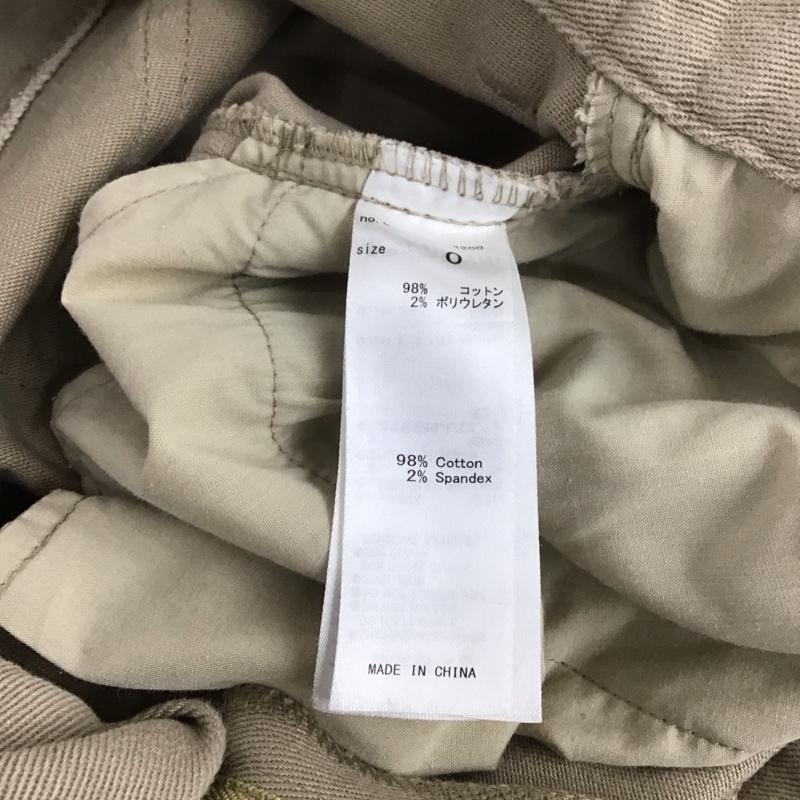 no.
size 0
98% コットン
2% ポリウレタン
98% Cotton
2% Spandex
MADE IN CHINA